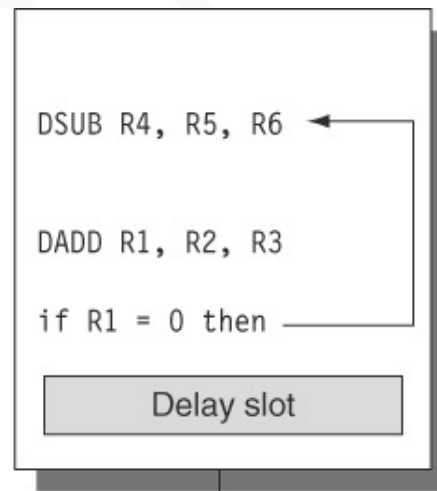 DSUB R4, R5, R6
DADD R1, R2, R3
if R1 = 0 then
Delay slot